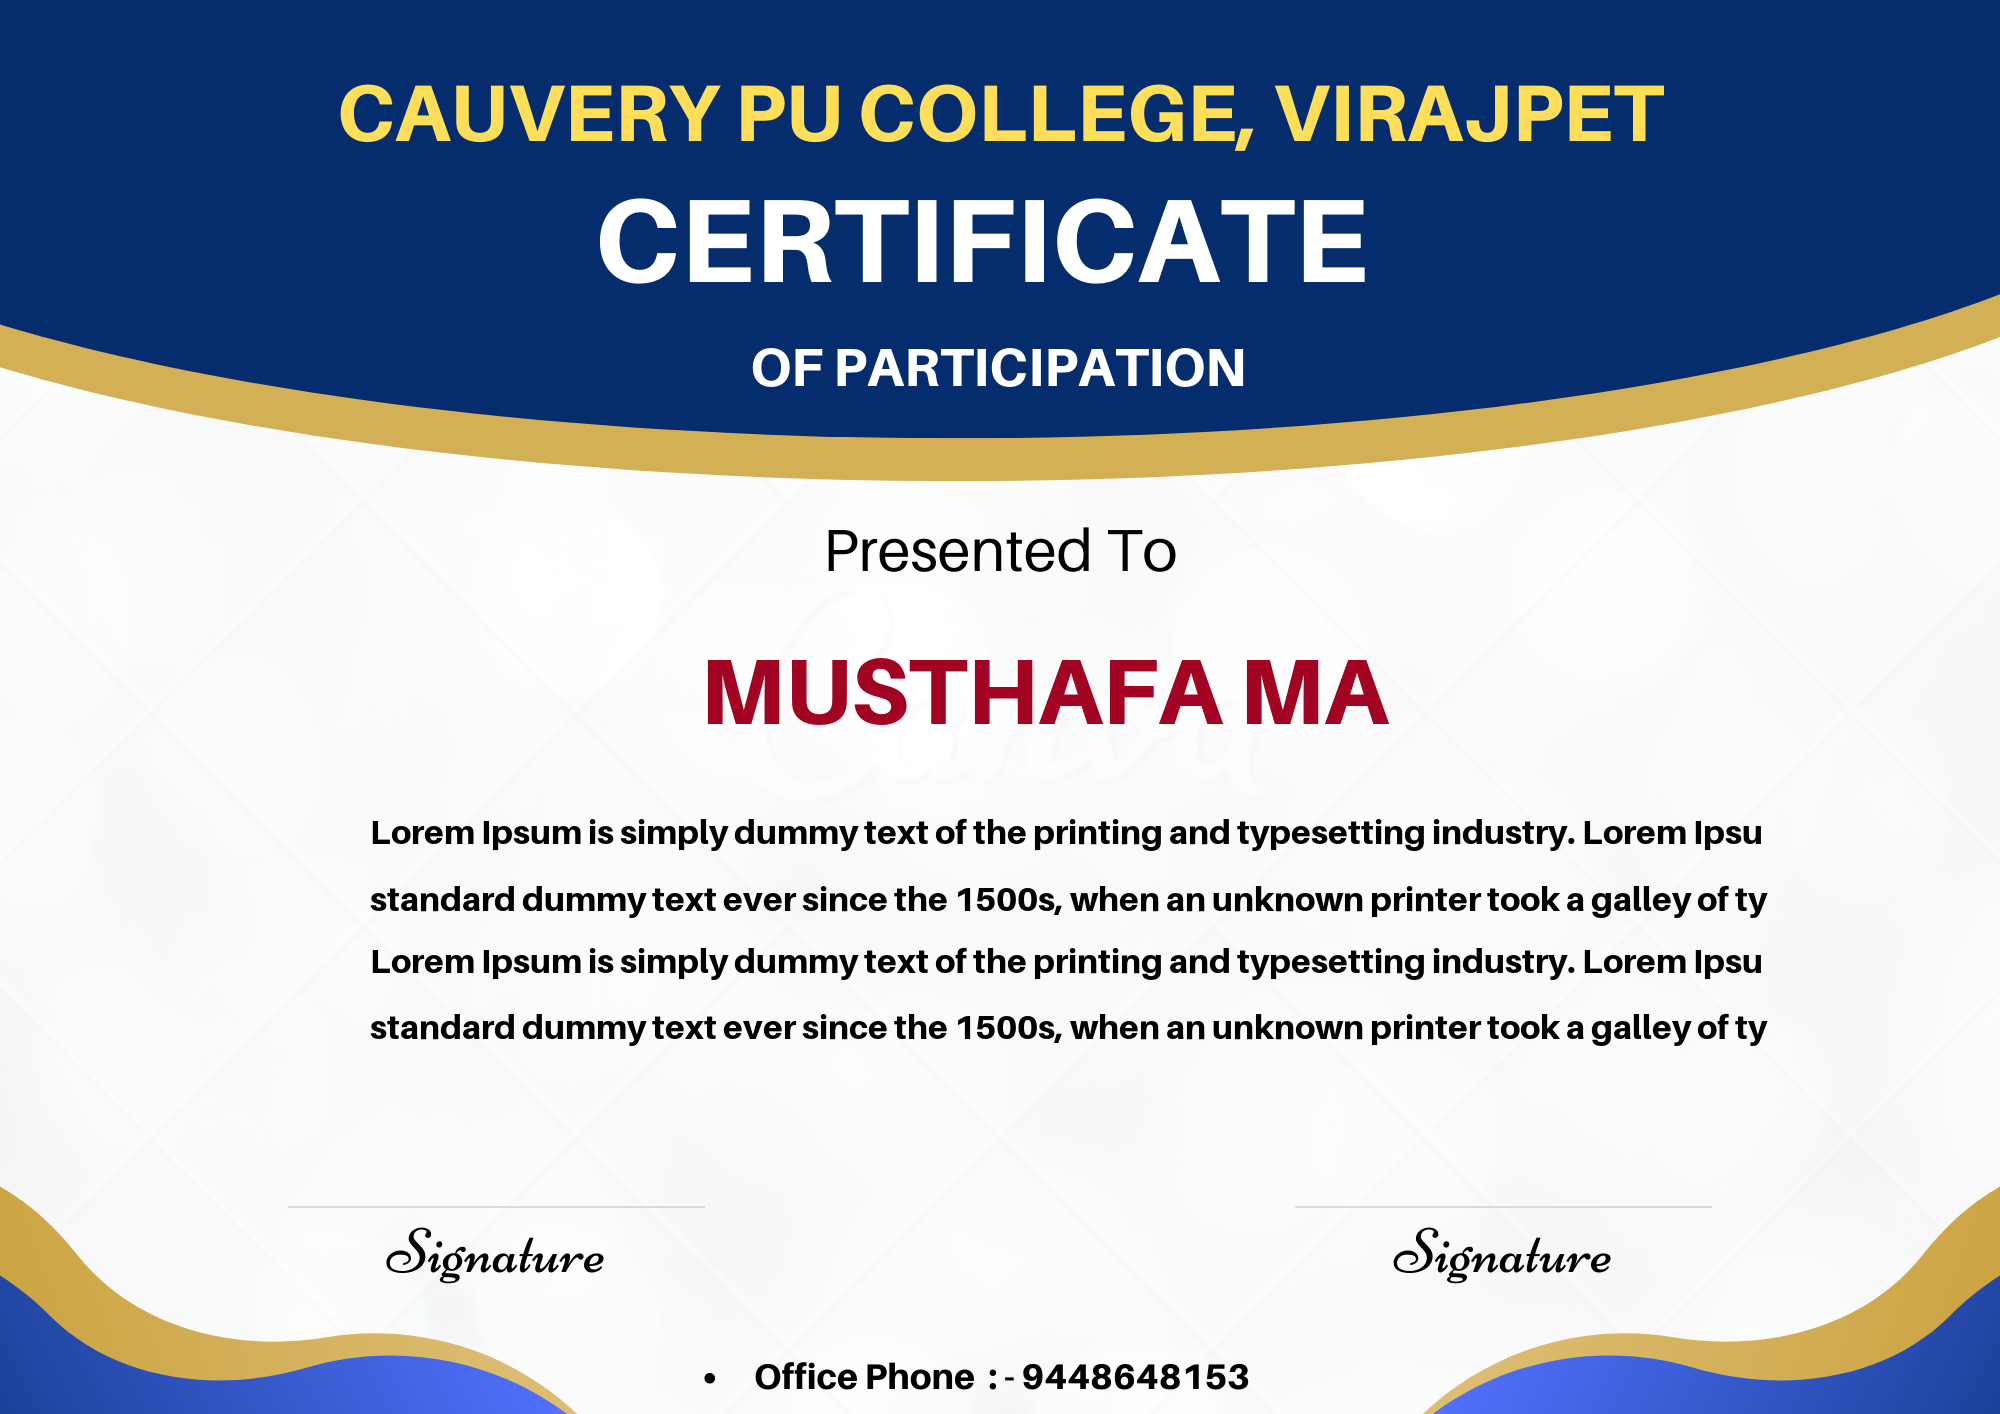 CAUVERY PU COLLEGE, VIRAJPET
CERTIFICATE
OF PARTICIPATION
Presented To
Canva
MUSTHAFA MA
Lorem Ipsum is simply dummy text of the printing and typesetting industry. Lorem Ipsu
standard dummy text ever since the 1500s, when an unknown printer took a galley of ty
Lorem Ipsum is simply dummy text of the printing and typesetting industry. Lorem Ipsu
standard dummy text ever since the 1500s, when an unknown printer took a galley of ty
Signature Signature
• Office Phone : - 9448648153